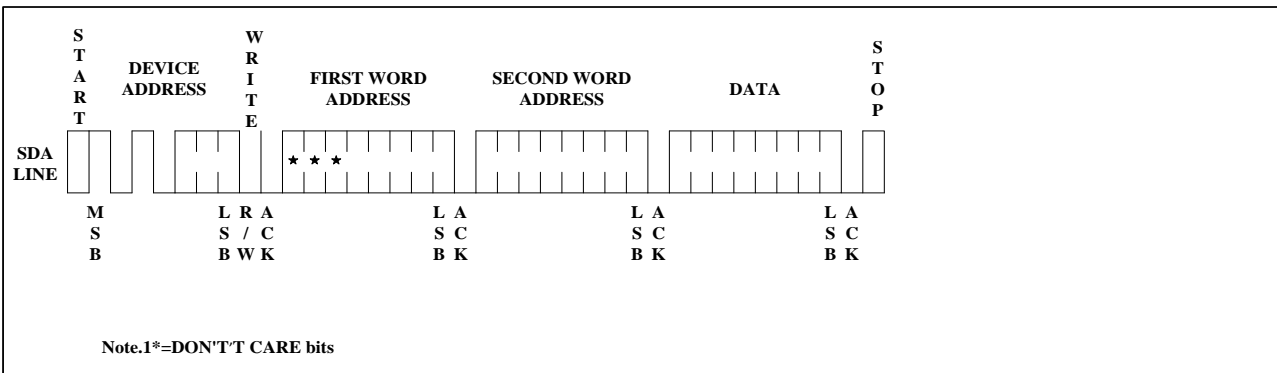 START
DEVICE
ADDRESS
WRITE
FIRST WORD
ADDRESS
SECOND WORD
ADDRESS
DATA
STOP
SDA
LINE
* * *
MSB
LSB
R/W
ACK
LSB
ACK
LSB
ACK
LSB
ACK
Note.1*=DON'T'T CARE bits